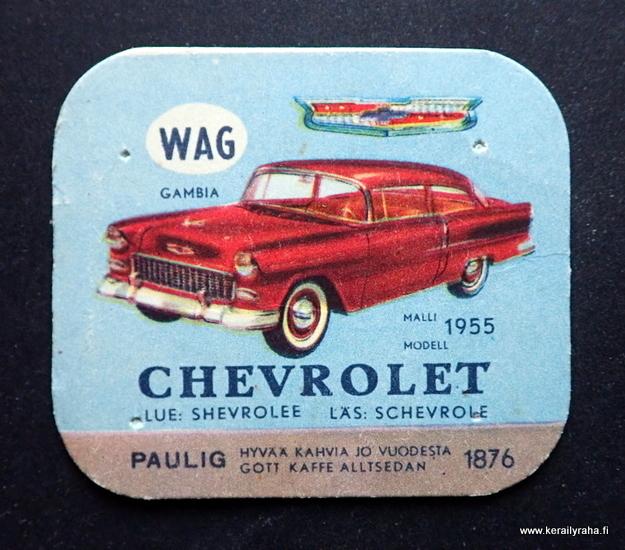 WAG
GAMBIA
MALLI 1955
MODELL
CHEVROLET
LUE: SHEVROLEE LÄS: SCHEVROLE
PAULIG HYVÄÄ KAHVIA JO VUODESTA 1876
GOTT KAFFE ALLTSEDAN
www.kerailyraha.fi